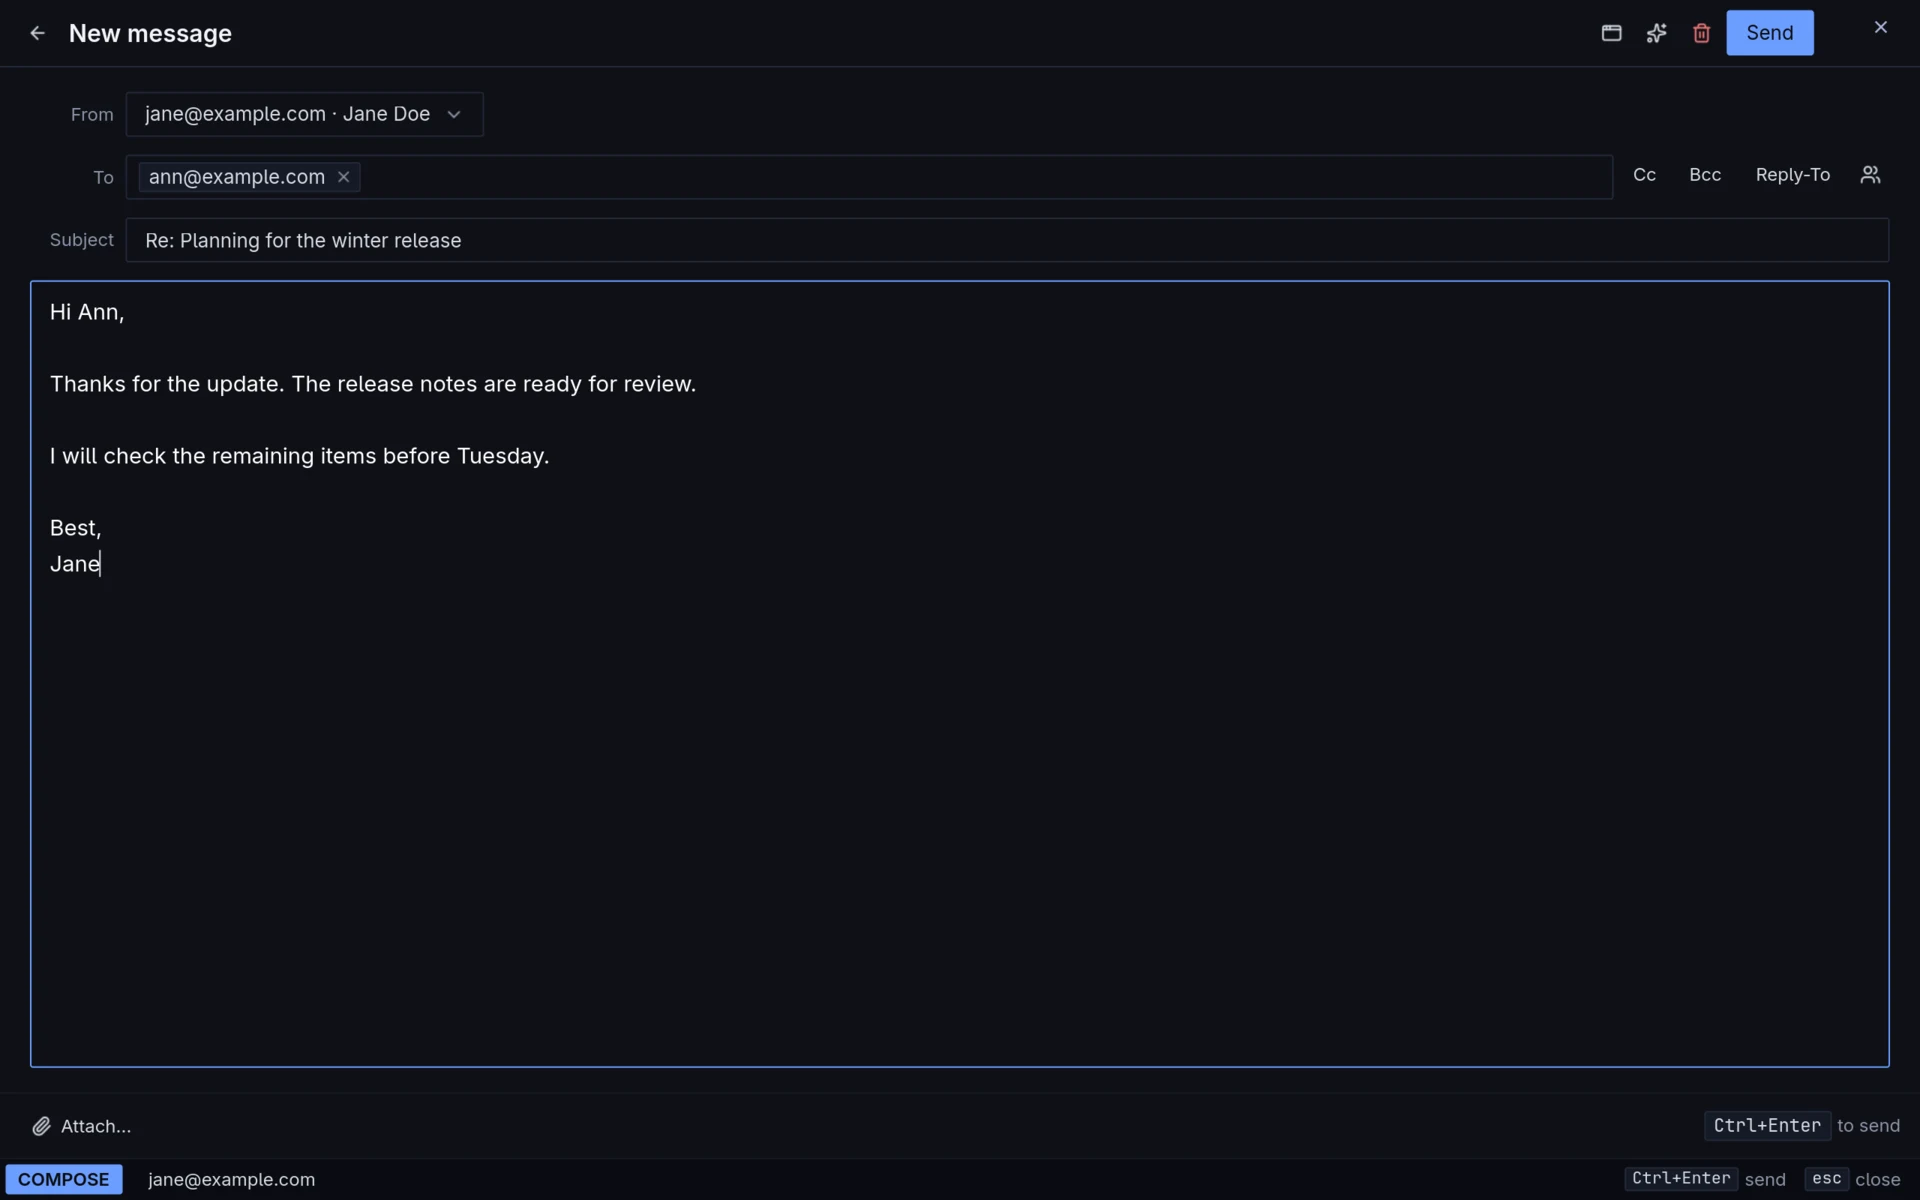 New message
Send
From
jane@example.com · Jane Doe
To
ann@example.com
Cc
Bcc
Reply-To
Subject
Re: Planning for the winter release
Hi Ann,
Thanks for the update. The release notes are ready for review.
I will check the remaining items before Tuesday.
Best,
Jane
Attach...
Ctrl+Enter to send
COMPOSE
jane@example.com
Ctrl+Enter send
esc close